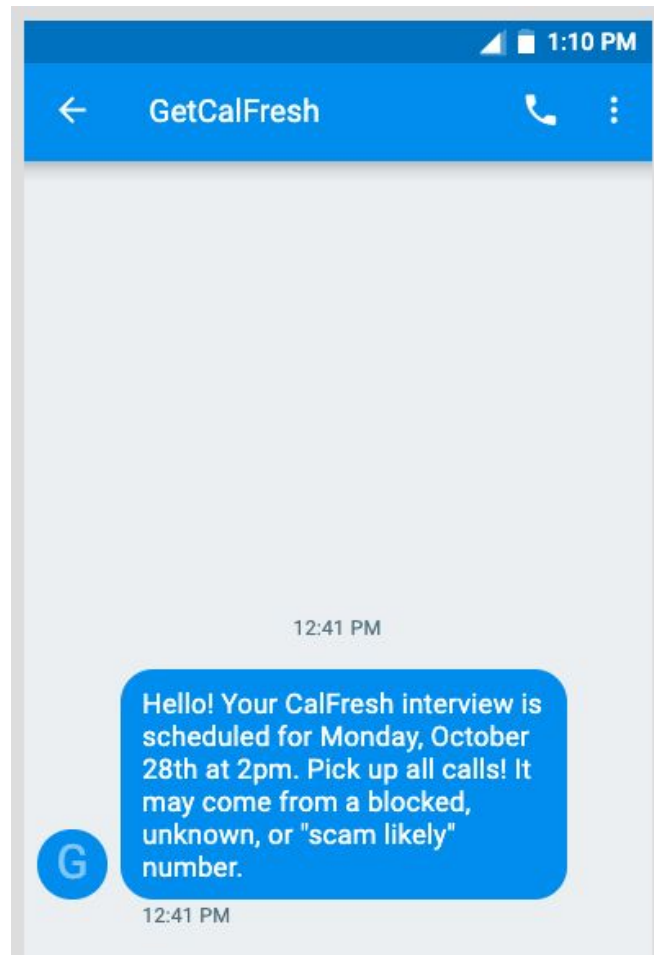 1:10 PM
GetCalFresh
12:41 PM
Hello! Your CalFresh interview is
scheduled for Monday, October
28th at 2pm. Pick up all calls! It
may come from a blocked,
unknown, or "scam likely"
number.
G
12:41 PM